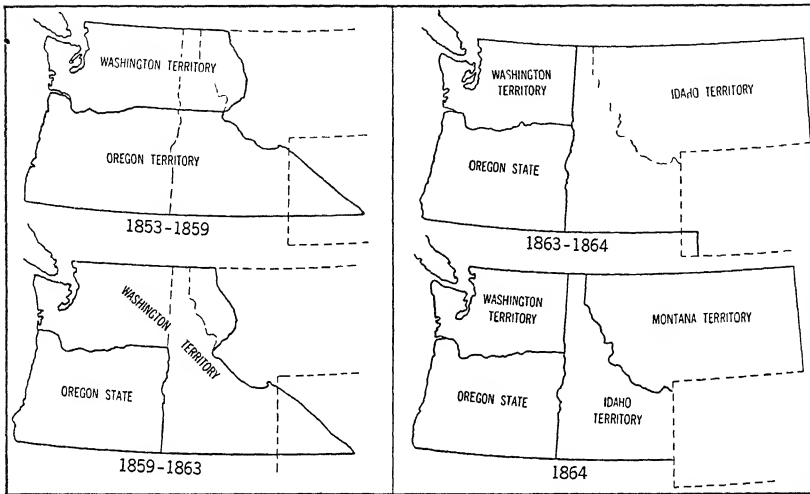 WASHINGTON TERRITORY
OREGON TERRITORY
1853-1859
WASHINGTON
TERRITORY
OREGON STATE
1859-1863
WASHINGTON
TERRITORY
IDAHO TERRITORY
OREGON STATE
1863-1864
WASHINGTON
TERRITORY
MONTANA TERRITORY
OREGON STATE
IDAHO
TERRITORY
1864